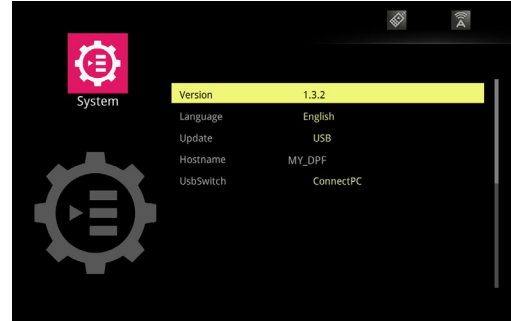 A
System
Version 1.3.2
Language English
Update USB
Hostname MY_DPF
UsbSwitch ConnectPC